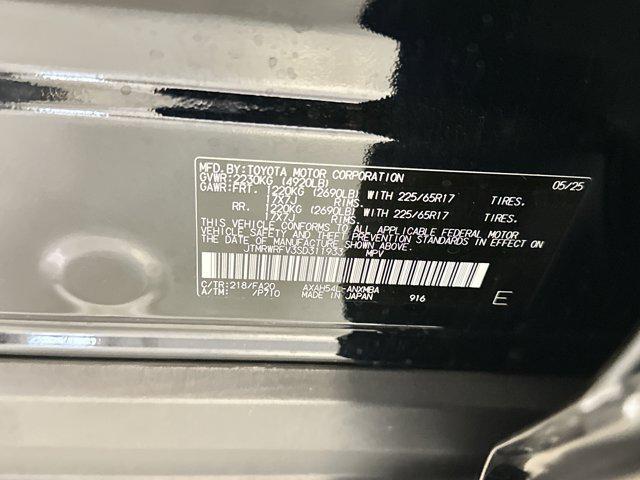 MFD.BY:TOYOTA MOTOR CORPORATION 05/25
GVWR:2230KG (4920LB)
GAWR:FRT. 1220KG (2690LB) WITH 225/65R17 TIRES.
17X7J RIMS.
RR. 1220KG (2690LB) WITH 225/65R17 TIRES.
17X7J RIMS.
THIS VEHICLE CONFORMS TO ALL APPLICABLE FEDERAL MOTOR
VEHICLE SAFETY AND THEFT PREVENTION STANDARDS IN EFFECT ON
THE DATE OF MANUFACTURE SHOWN ABOVE.
JTMRWRFV3SD311933 MPV
C/TR:218/FA20 AXAH54L-ANXMBA
A/TM: /P710 MADE IN JAPAN 916
E